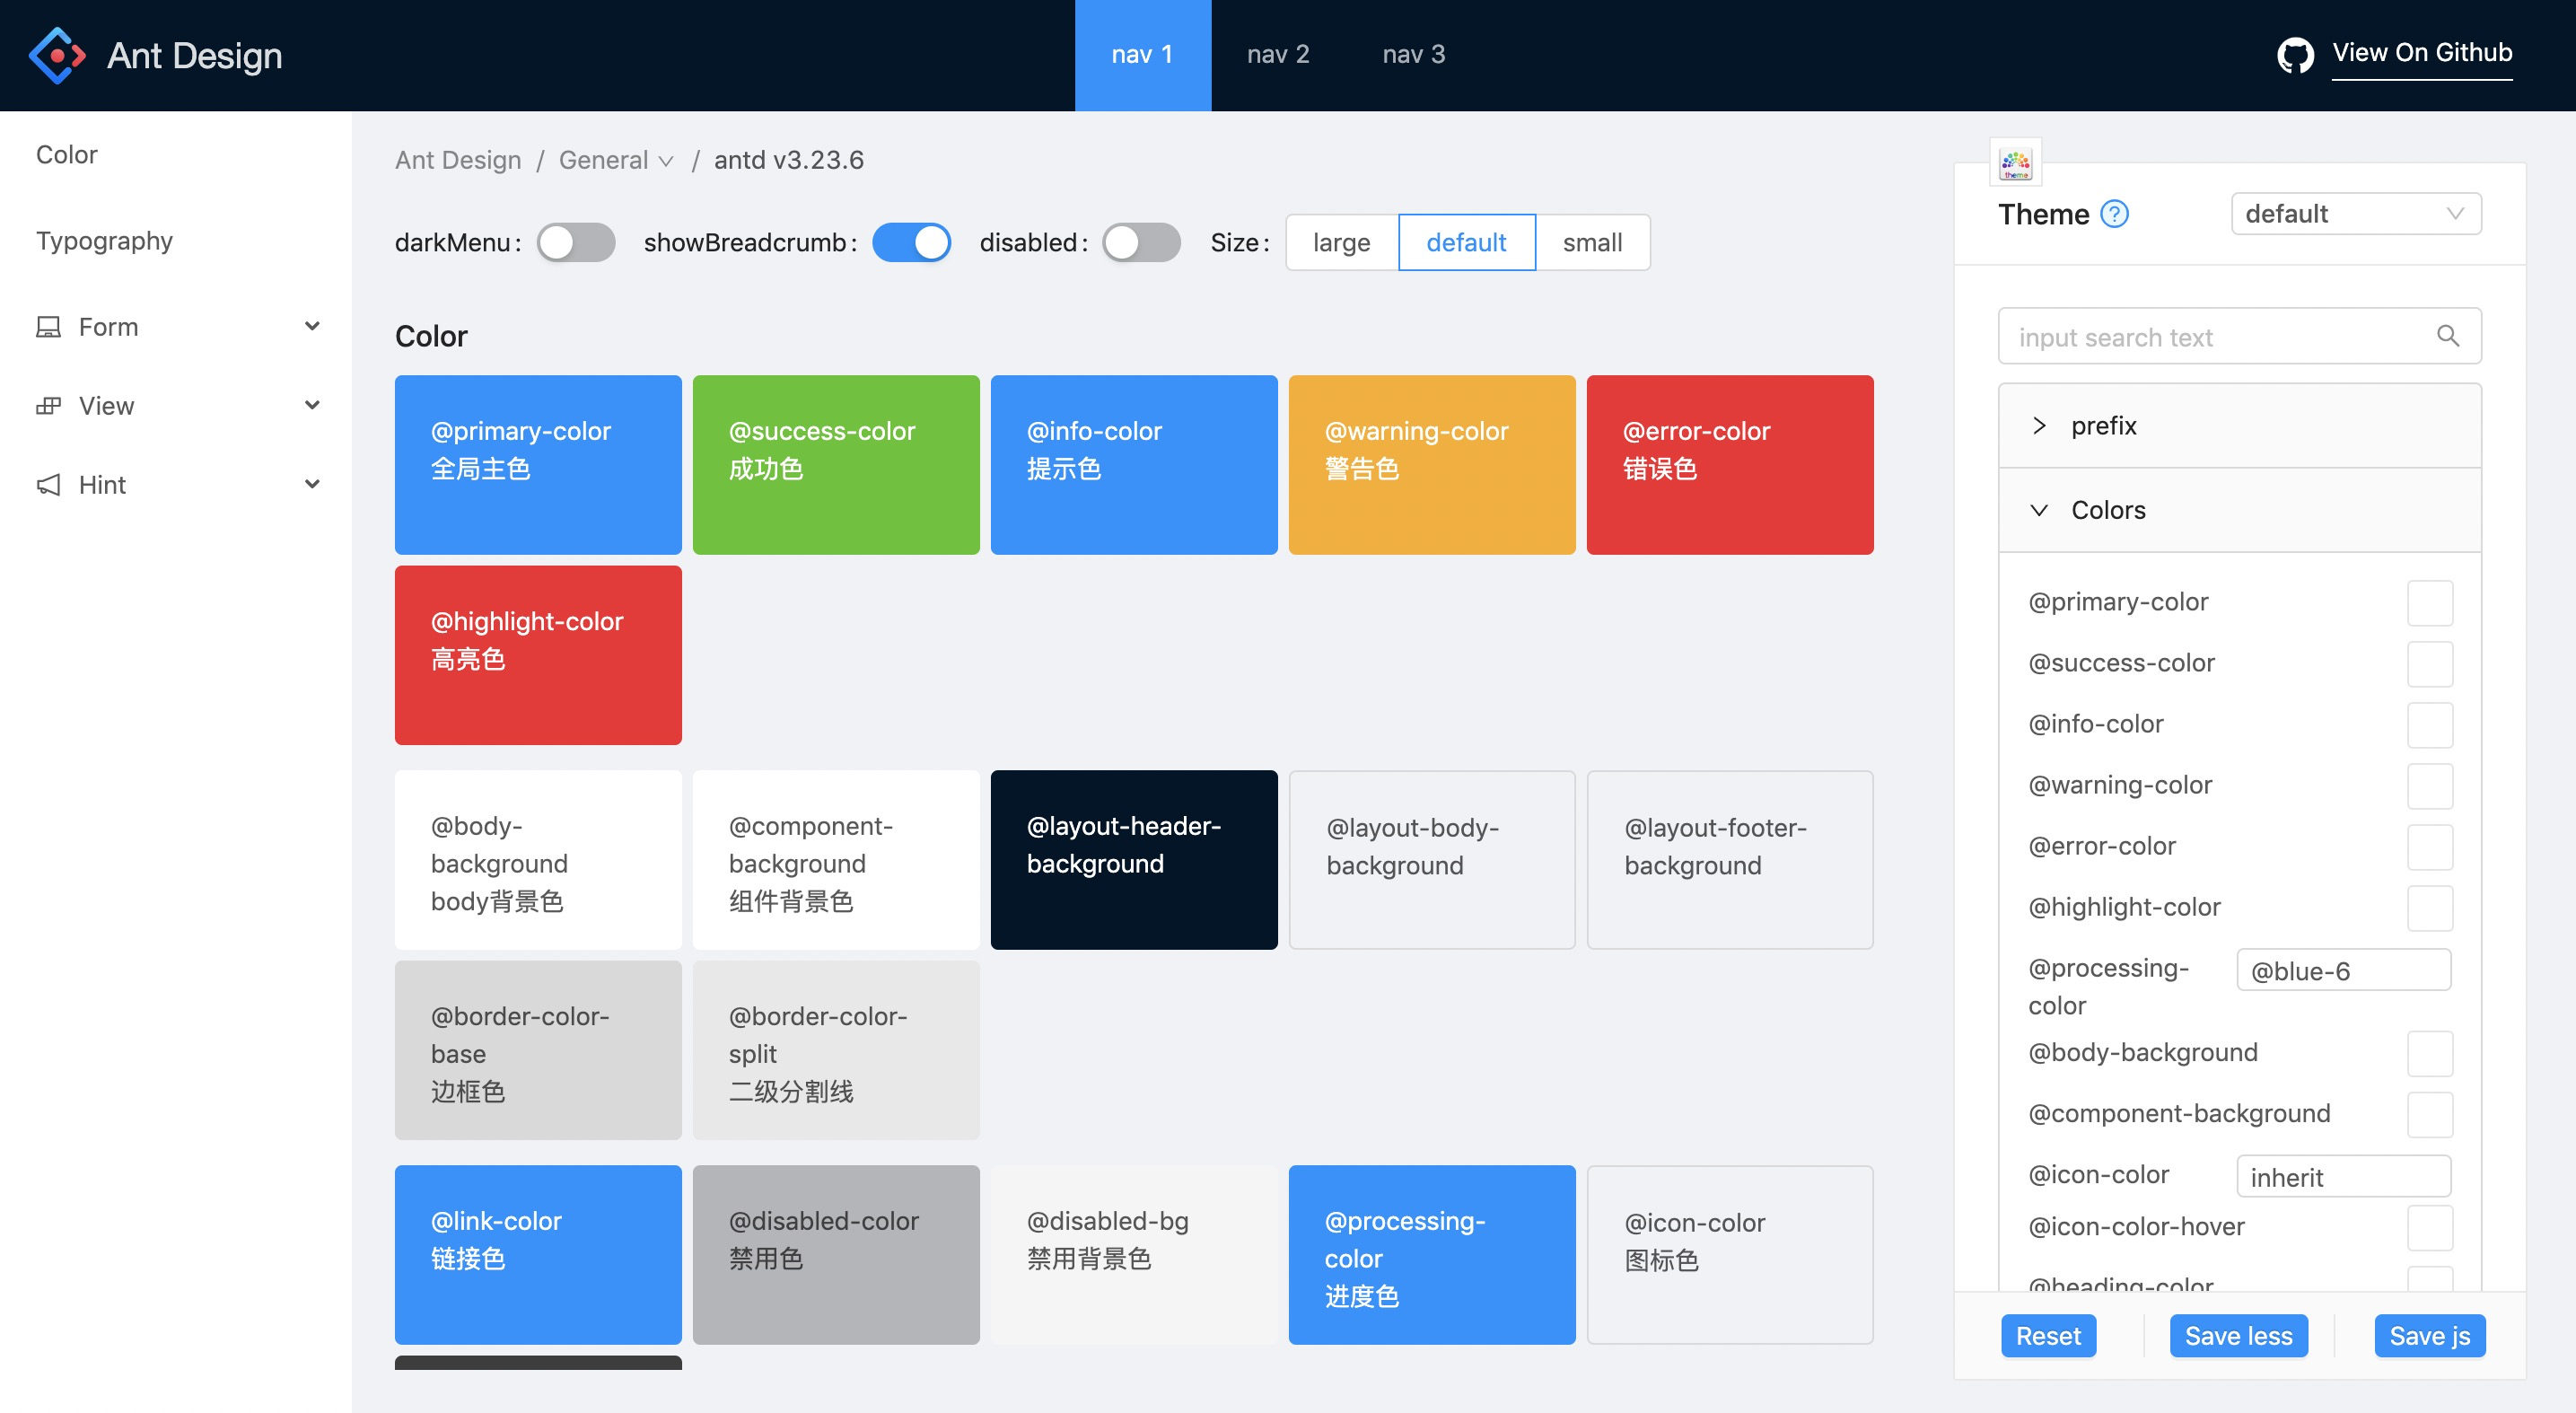 Ant Design
nav 1
nav 2
nav 3
View On Github
Color
Typography
Form
View
Hint
Ant Design / General / antd v3.23.6
darkMenu :
showBreadcrumb :
disabled :
Size :
large
default
small
Color
@primary-color
全局主色
@success-color
成功色
@info-color
提示色
@warning-color
警告色
@error-color
错误色
@highlight-color
高亮色
@body-
background
body背景色
@component-
background
组件背景色
@layout-header-
background
@layout-body-
background
@layout-footer-
background
@border-color-
base
边框色
@border-color-
split
二级分割线
@link-color
链接色
@disabled-color
禁用色
@disabled-bg
禁用背景色
@processing-
color
进度色
@icon-color
图标色
theme
Theme ?
default
input search text
prefix
Colors
@primary-color
@success-color
@info-color
@warning-color
@error-color
@highlight-color
@processing-
color
@blue-6
@body-background
@component-background
@icon-color
inherit
@icon-color-hover
@heading-color
Reset
Save less
Save js